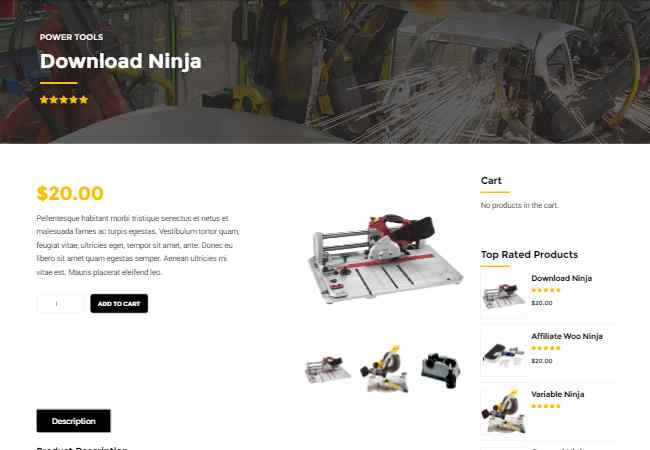 POWER TOOLS
Download Ninja
$20.00
Pellentesque habitant morbi tristique senectus et netus et
malesuada fames ac turpis egestas. Vestibulum tortor quam,
feugiat vitae, ultricies eget, tempor sit amet, ante. Donec eu
libero sit amet quam egestas semper. Aenean ultricies mi
vitae est. Mauris placerat eleifend leo.
1
ADD TO CART
Description
Product Description
Cart
No products in the cart.
Top Rated Products
Download Ninja
$20.00
Affiliate Woo Ninja
$20.00
Variable Ninja